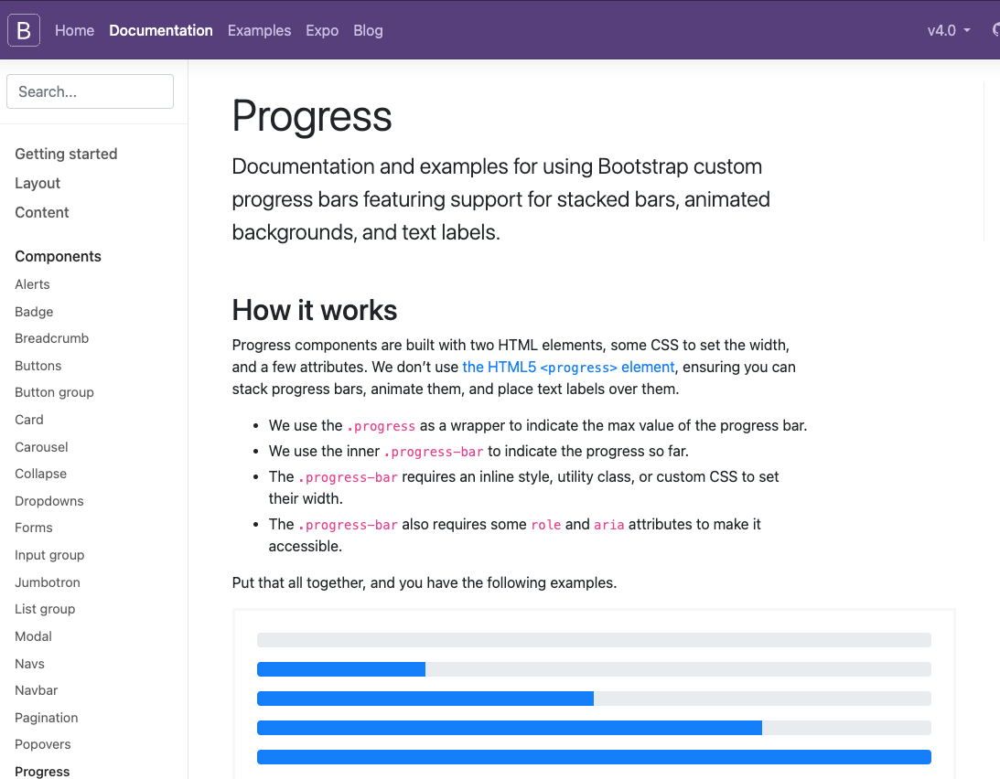 B Home Documentation Examples Expo Blog v4.0
Search...
Getting started
Layout
Content
Components
Alerts
Badge
Breadcrumb
Buttons
Button group
Card
Carousel
Collapse
Dropdowns
Forms
Input group
Jumbotron
List group
Modal
Navs
Navbar
Pagination
Popovers
Progress
Progress
Documentation and examples for using Bootstrap custom
progress bars featuring support for stacked bars, animated
backgrounds, and text labels.
How it works
Progress components are built with two HTML elements, some CSS to set the width,
and a few attributes. We don’t use the HTML5 <progress> element, ensuring you can
stack progress bars, animate them, and place text labels over them.
• We use the .progress as a wrapper to indicate the max value of the progress bar.
• We use the inner .progress-bar to indicate the progress so far.
• The .progress-bar requires an inline style, utility class, or custom CSS to set
their width.
• The .progress-bar also requires some role and aria attributes to make it
accessible.
Put that all together, and you have the following examples.